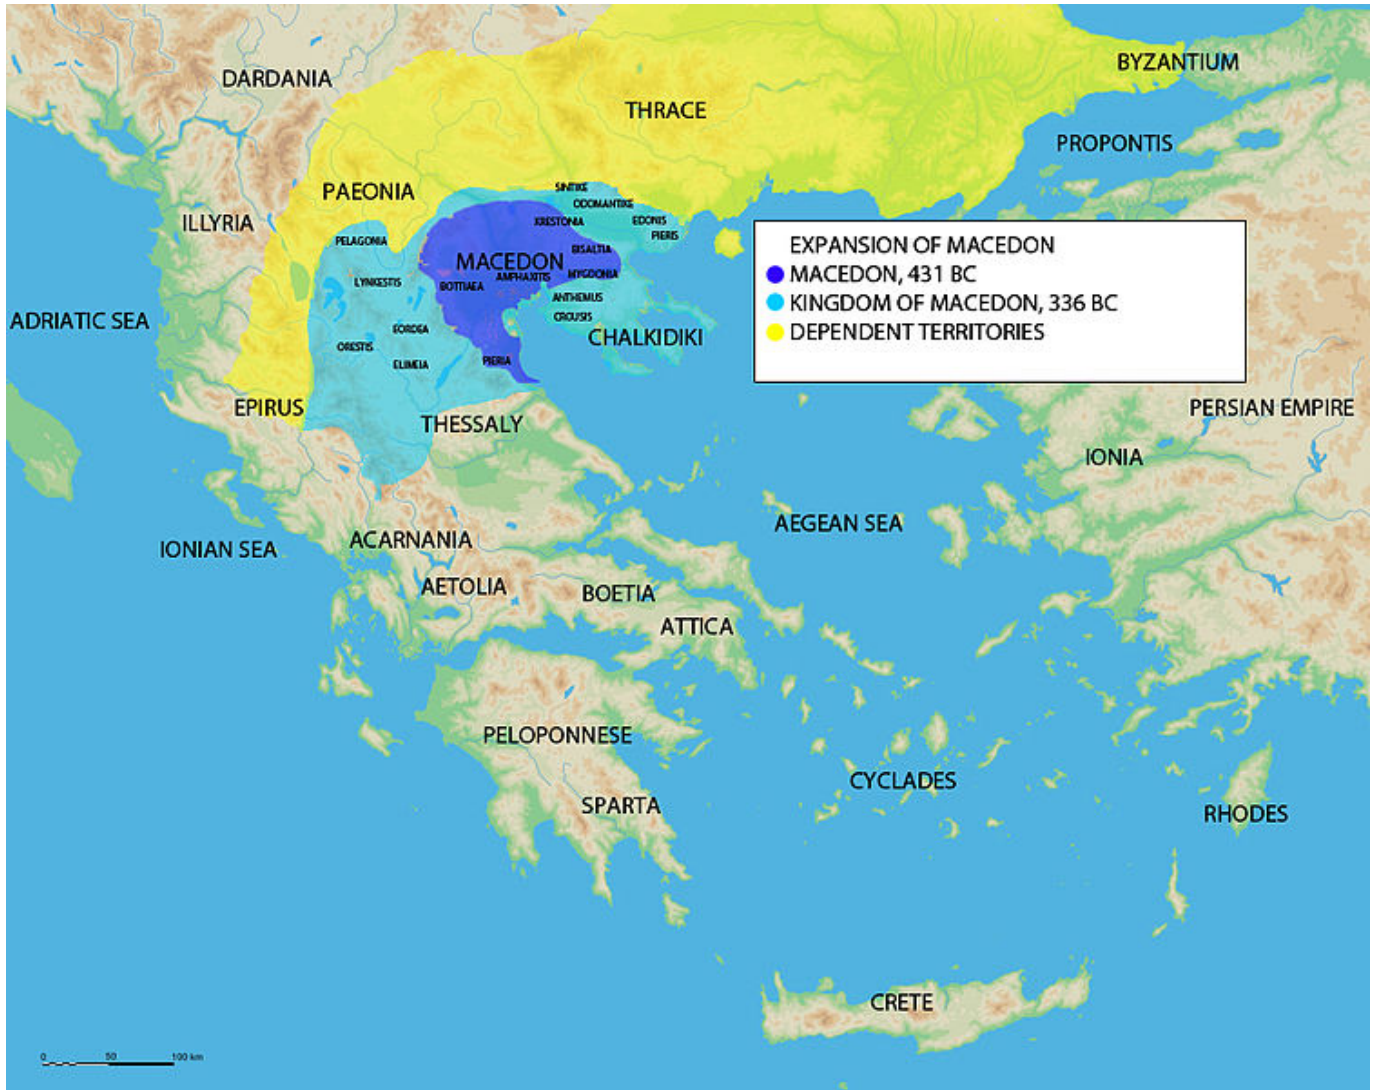 BYZANTIUM
DARDANIA
THRACE
PROPONTIS
PAEONIA
SINTIKE
ODOMANTIKE
ILLYRIA
KRESTONIA
EDONIS
PIERIS
PELAGONIA
BISALTIA
MACEDON
AMPHAXITIS
MYGDONIA
LYNKESTIS
BOTTIAEA
ANTHEMUS
CROUSIS
EXPANSION OF MACEDON
MACEDON, 431 BC
KINGDOM OF MACEDON, 336 BC
DEPENDENT TERRITORIES
ADRIATIC SEA
EORDEA
CHALKIDIKI
ORESTIS
ELIMEIA
PIERIA
EPIRUS
THESSALY
PERSIAN EMPIRE
IONIA
AEGEAN SEA
IONIAN SEA
ACARNANIA
AETOLIA
BOETIA
ATTICA
PELOPONNESE
CYCLADES
SPARTA
RHODES
CRETE
0 50 100 km